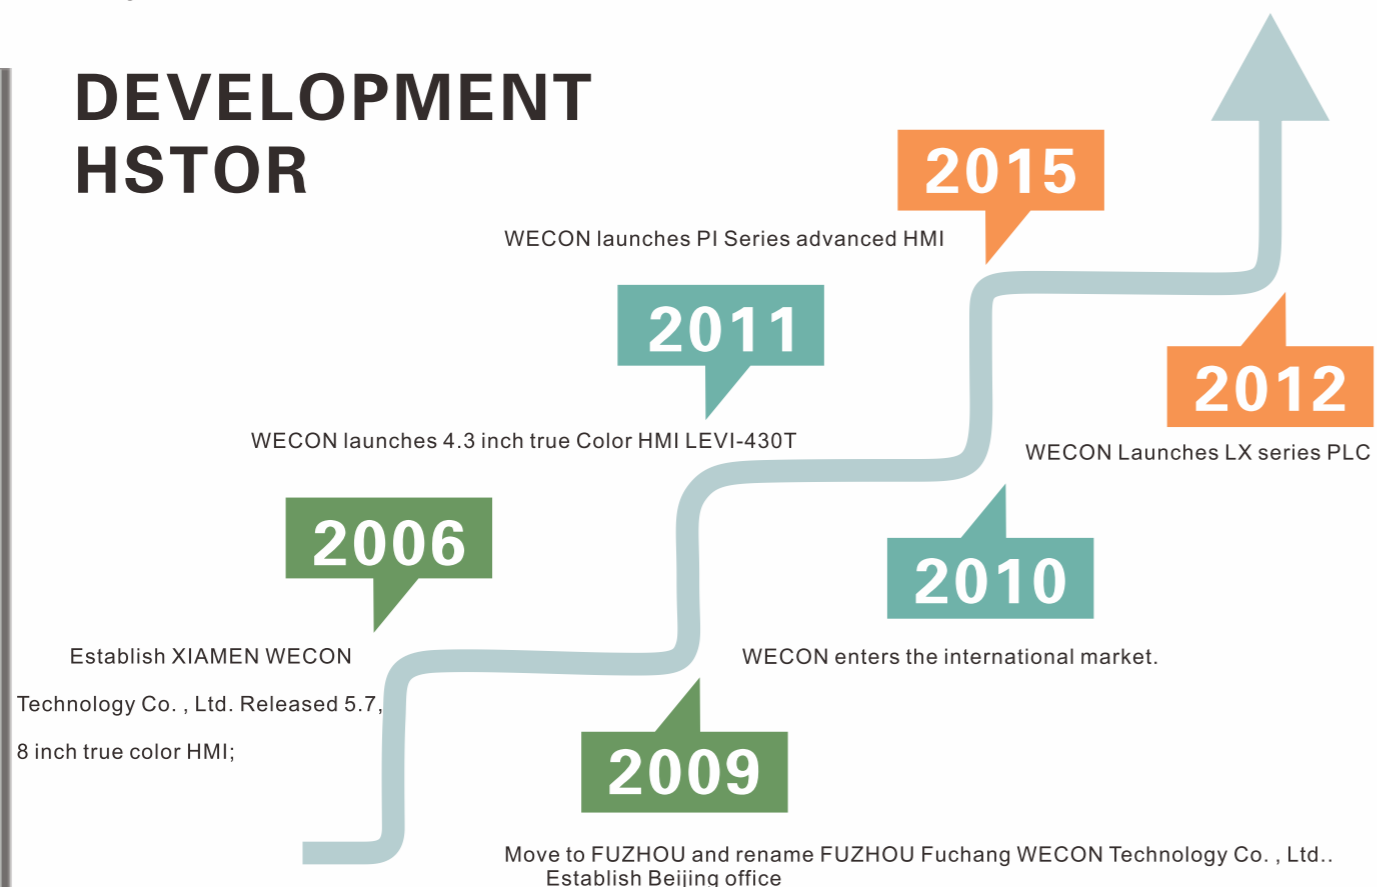 DEVELOPMENT
HSTOR
2015
WECON launches PI Series advanced HMI
2011
2012
WECON launches 4.3 inch true Color HMI LEVI-430T
WECON Launches LX series PLC
2006
2010
Establish XIAMEN WECON
WECON enters the international market.
Technology Co. , Ltd. Released 5.7,
8 inch true color HMI;
2009
Move to FUZHOU and rename FUZHOU Fuchang WECON Technology Co. , Ltd..
Establish Beijing office